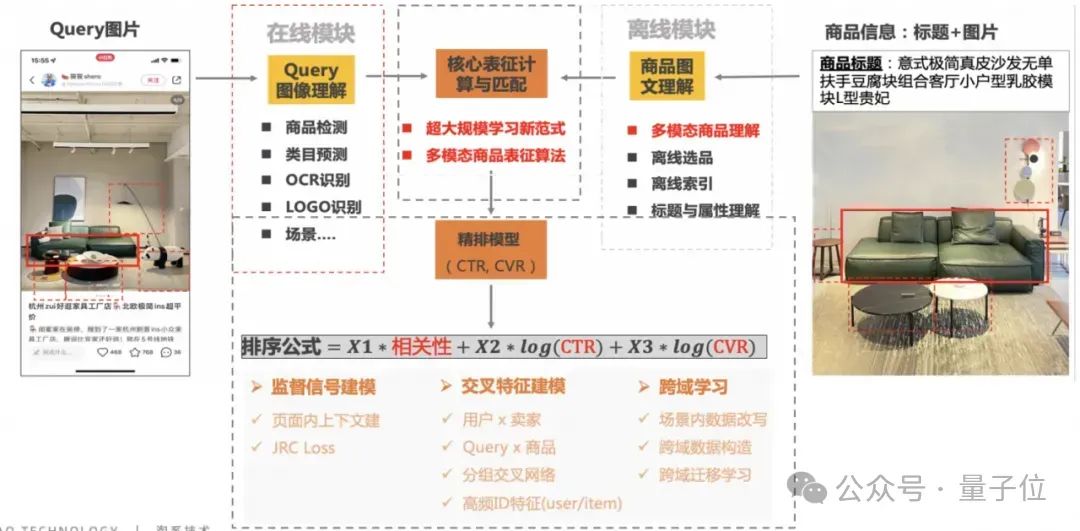 Query图片
15:55
薇薇shero
关注
杭州zui好逛家具工厂店 北欧极简ins超平
价
468
768
36
在线模块
Query
图像理解
■ 商品检测
■ 类目预测
■ OCR识别
■ LOGO识别
■ 场景....
核心表征计
算与匹配
■ 超大规模学习新范式
■ 多模态商品表征算法
离线模块
商品图
文理解
■ 多模态商品理解
■ 离线选品
■ 离线索引
■ 标题与属性理解
商品信息：标题+图片
商品标题：意式极简真皮沙发无单
扶手豆腐块组合客厅小户型乳胶模
块L型贵妃
精排模型
（CTR, CVR）
排序公式 = X1 * 相关性 + X2 * log(CTR) + X3 * log(CVR)
➢ 监督信号建模
✓ 页面内上下文建
✓ JRC Loss
➢ 交叉特征建模
✓ 用户 x 卖家
✓ Query x 商品
✓ 分组交叉网络
✓ 高频ID特征(user/item)
➢ 跨域学习
✓ 场景内数据改写
✓ 跨域数据构造
✓ 跨域迁移学习
公众号 · 量子位
TECHNOLOGY | 淘系技术